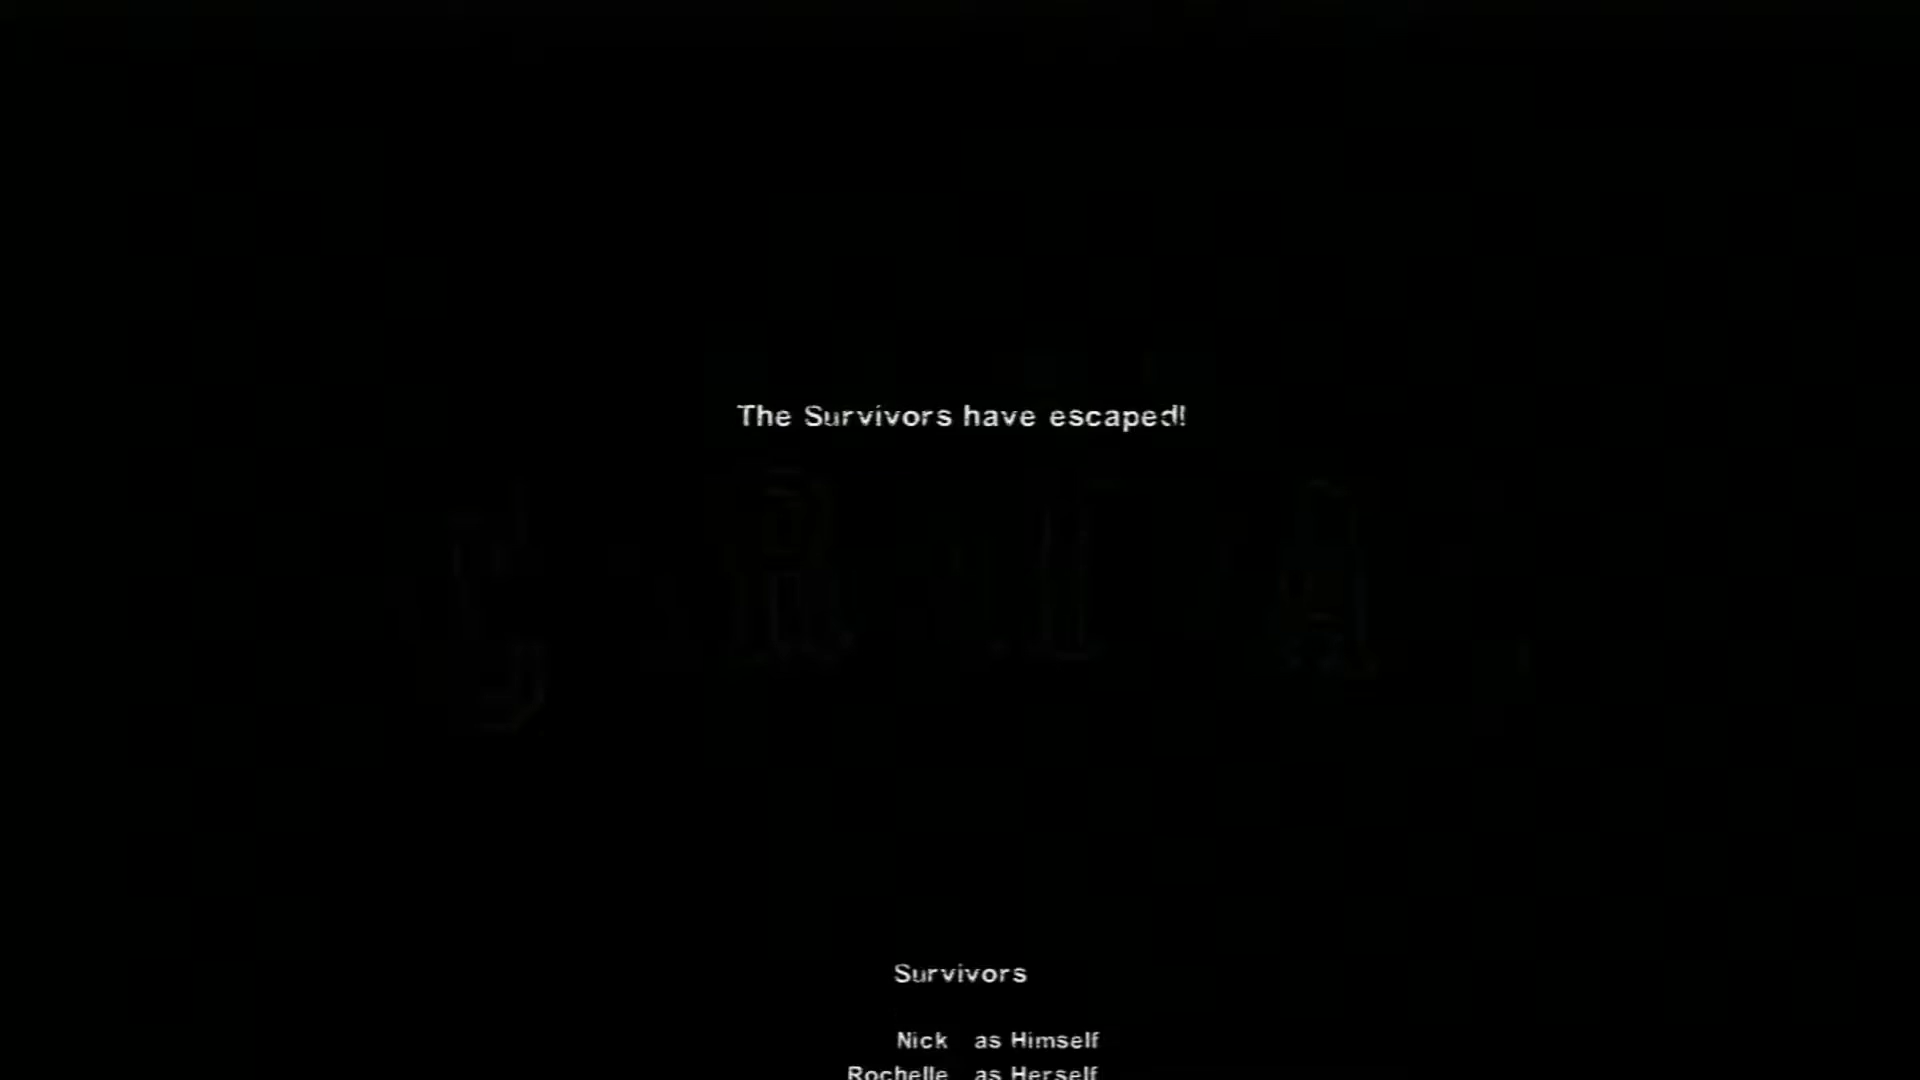 The Survivors have escaped!
Survivors
Nick as Himself
Rochelle as Herself